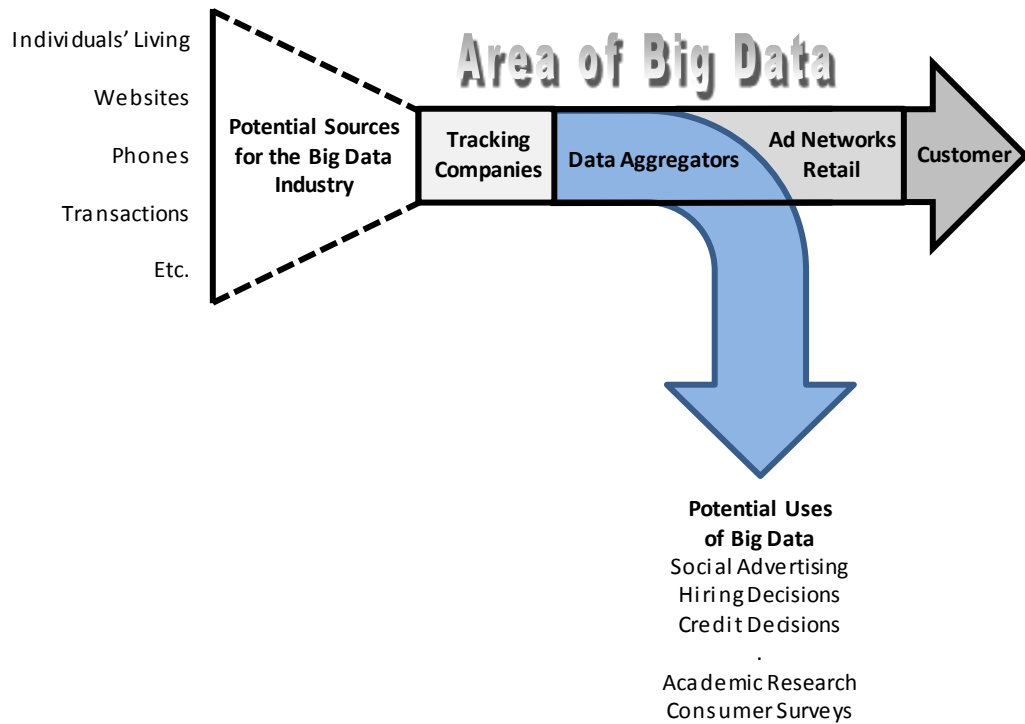 Area of Big Data
Individuals' Living
Websites
Phones
Transactions
Etc.
Potential Sources
for the Big Data
Industry
Tracking
Companies
Data Aggregators
Ad Networks
Retail
Customer
Potential Uses
of Big Data
Social Advertising
Hiring Decisions
Credit Decisions
.
Academic Research
Consumer Surveys